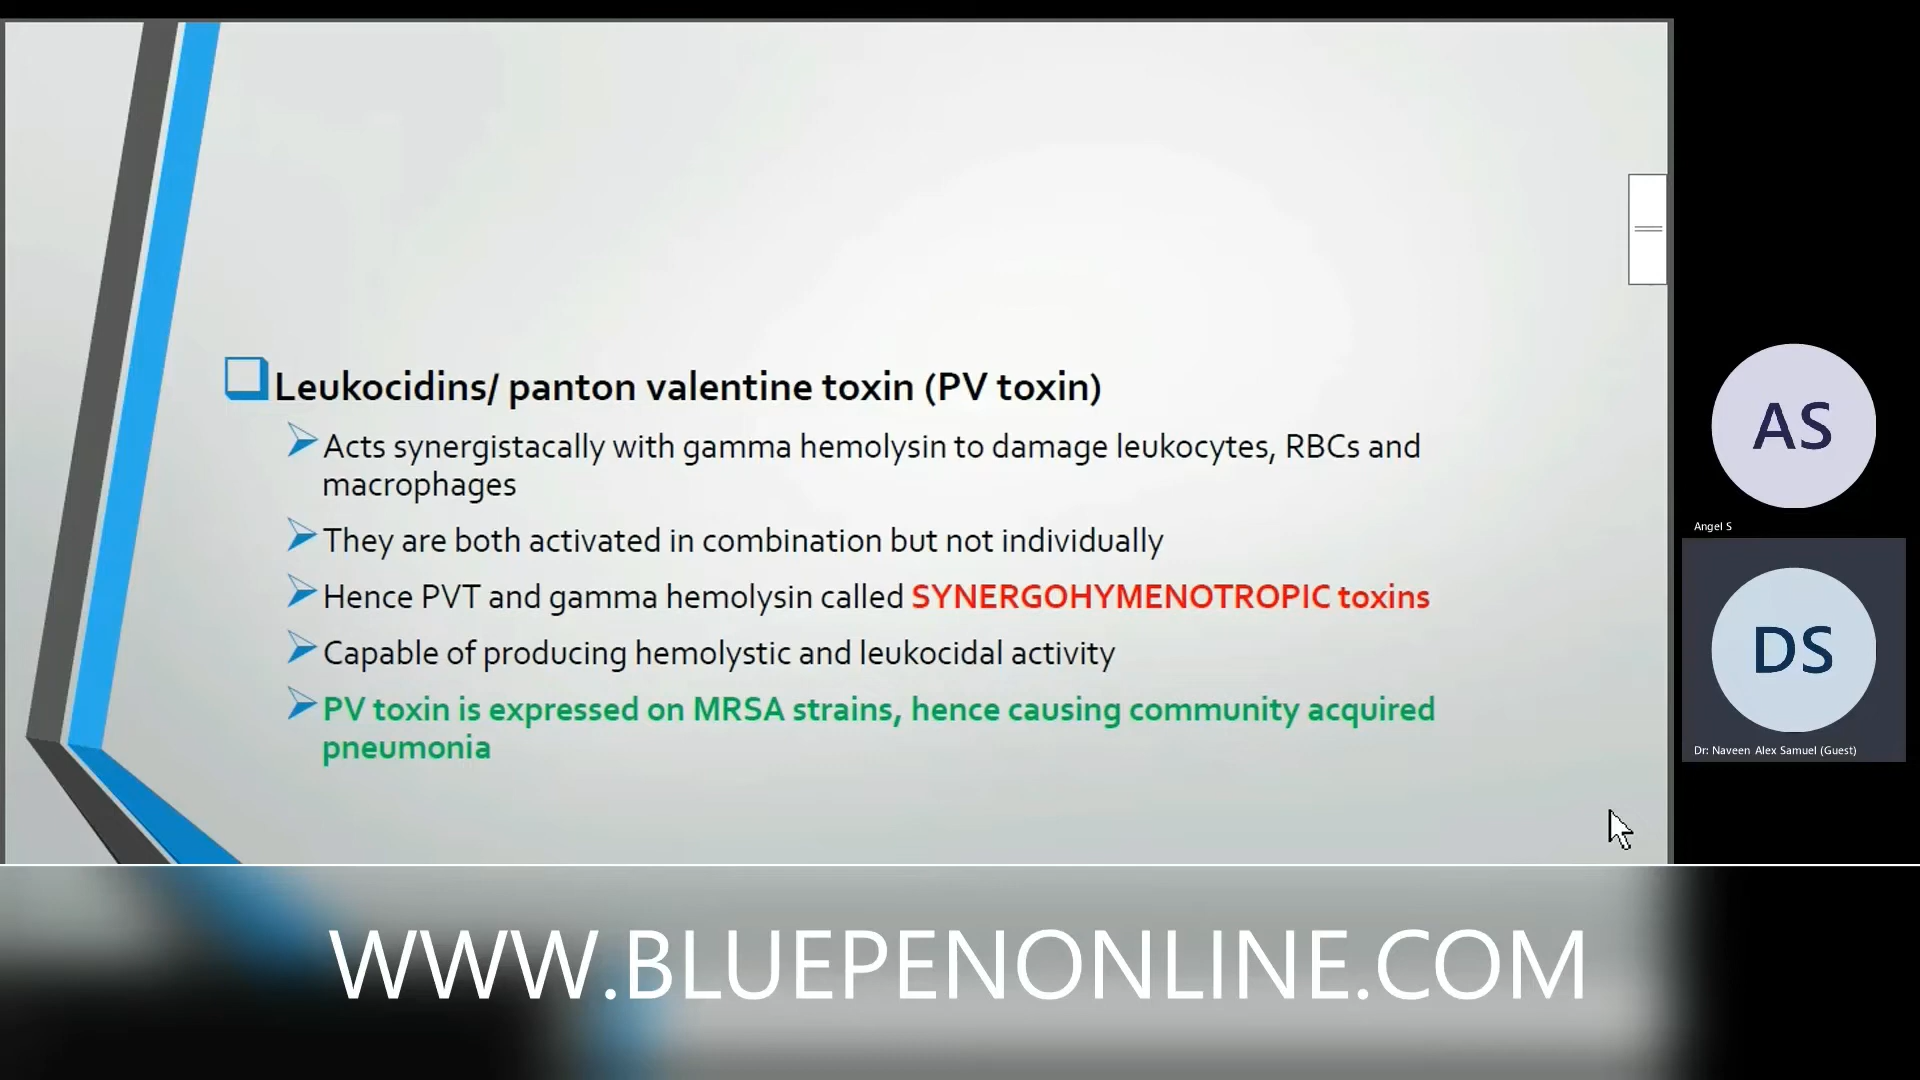 Leukocidins/ panton valentine toxin (PV toxin)
Acts synergistacally with gamma hemolysin to damage leukocytes, RBCs and
macrophages
They are both activated in combination but not individually
Hence PVT and gamma hemolysin called SYNERGOHYMENOTROPIC toxins
Capable of producing hemolystic and leukocidal activity
PV toxin is expressed on MRSA strains, hence causing community acquired
pneumonia
AS
Angel S
DS
Dr: Naveen Alex Samuel (Guest)
WWW.BLUEPENONLINE.COM